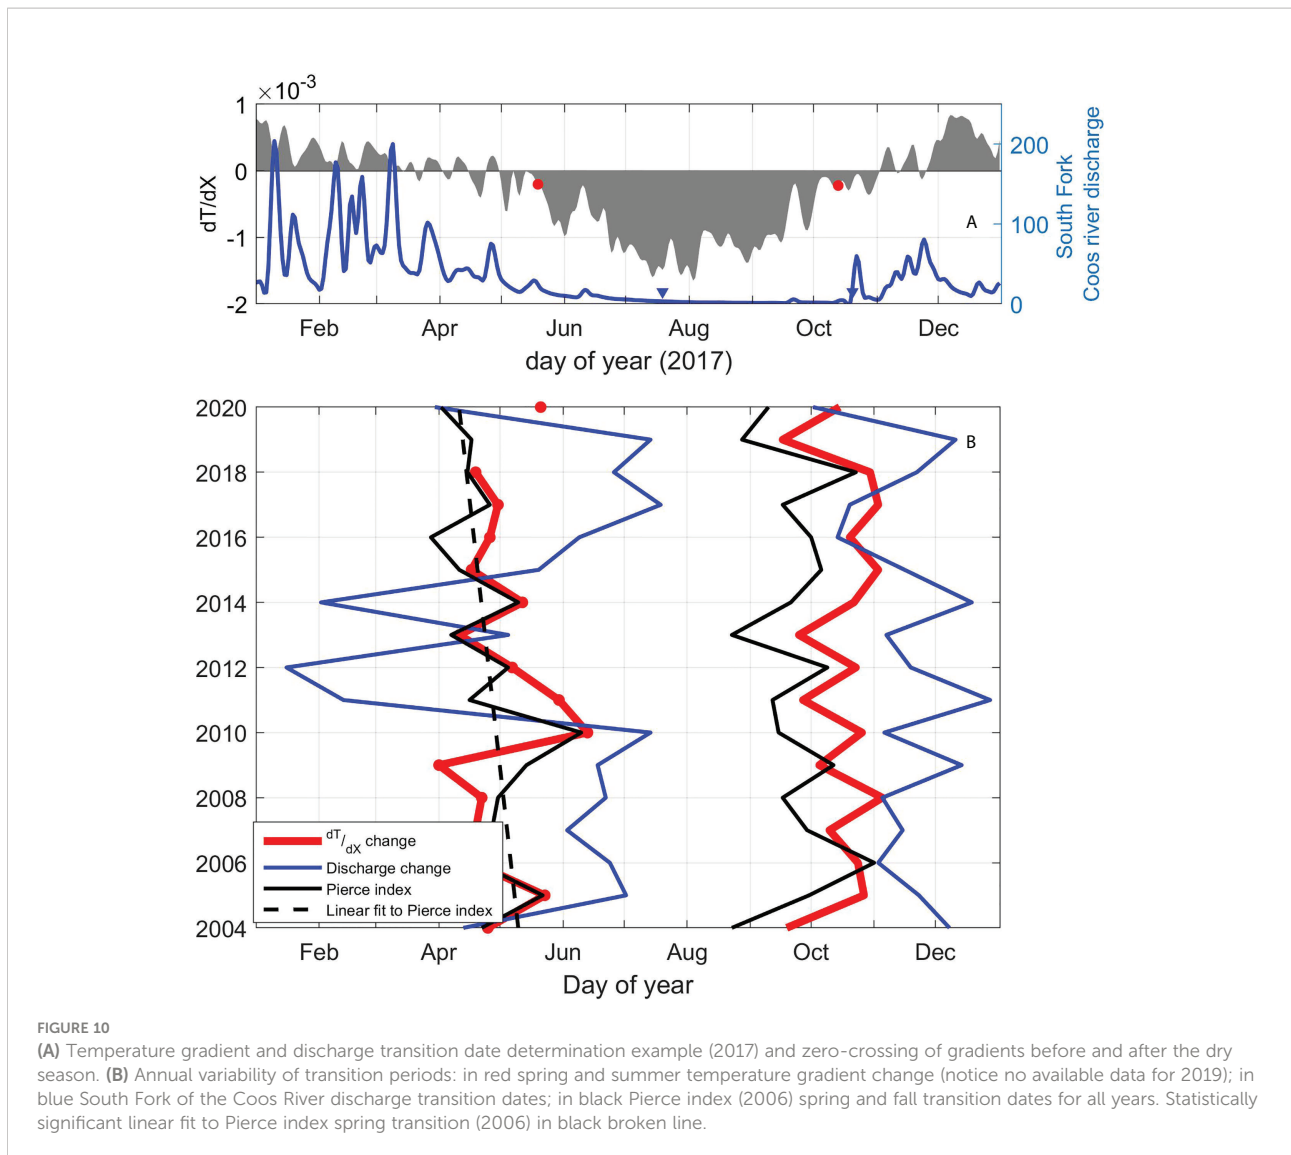 ×10⁻³
1
0
-1
-2
dT/dX
200
100
0
South Fork
Coos river discharge
A
Feb Apr Jun Aug Oct Dec
day of year (2017)
2020
2018
2016
2014
2012
2010
2008
2006
2004
B
dT/dX change
Discharge change
Pierce index
Linear fit to Pierce index
Feb Apr Jun Aug Oct Dec
Day of year
FIGURE 10
(A) Temperature gradient and discharge transition date determination example (2017) and zero-crossing of gradients before and after the dry
season. (B) Annual variability of transition periods: in red spring and summer temperature gradient change (notice no available data for 2019); in
blue South Fork of the Coos River discharge transition dates; in black Pierce index (2006) spring and fall transition dates for all years. Statistically
significant linear fit to Pierce index spring transition (2006) in black broken line.